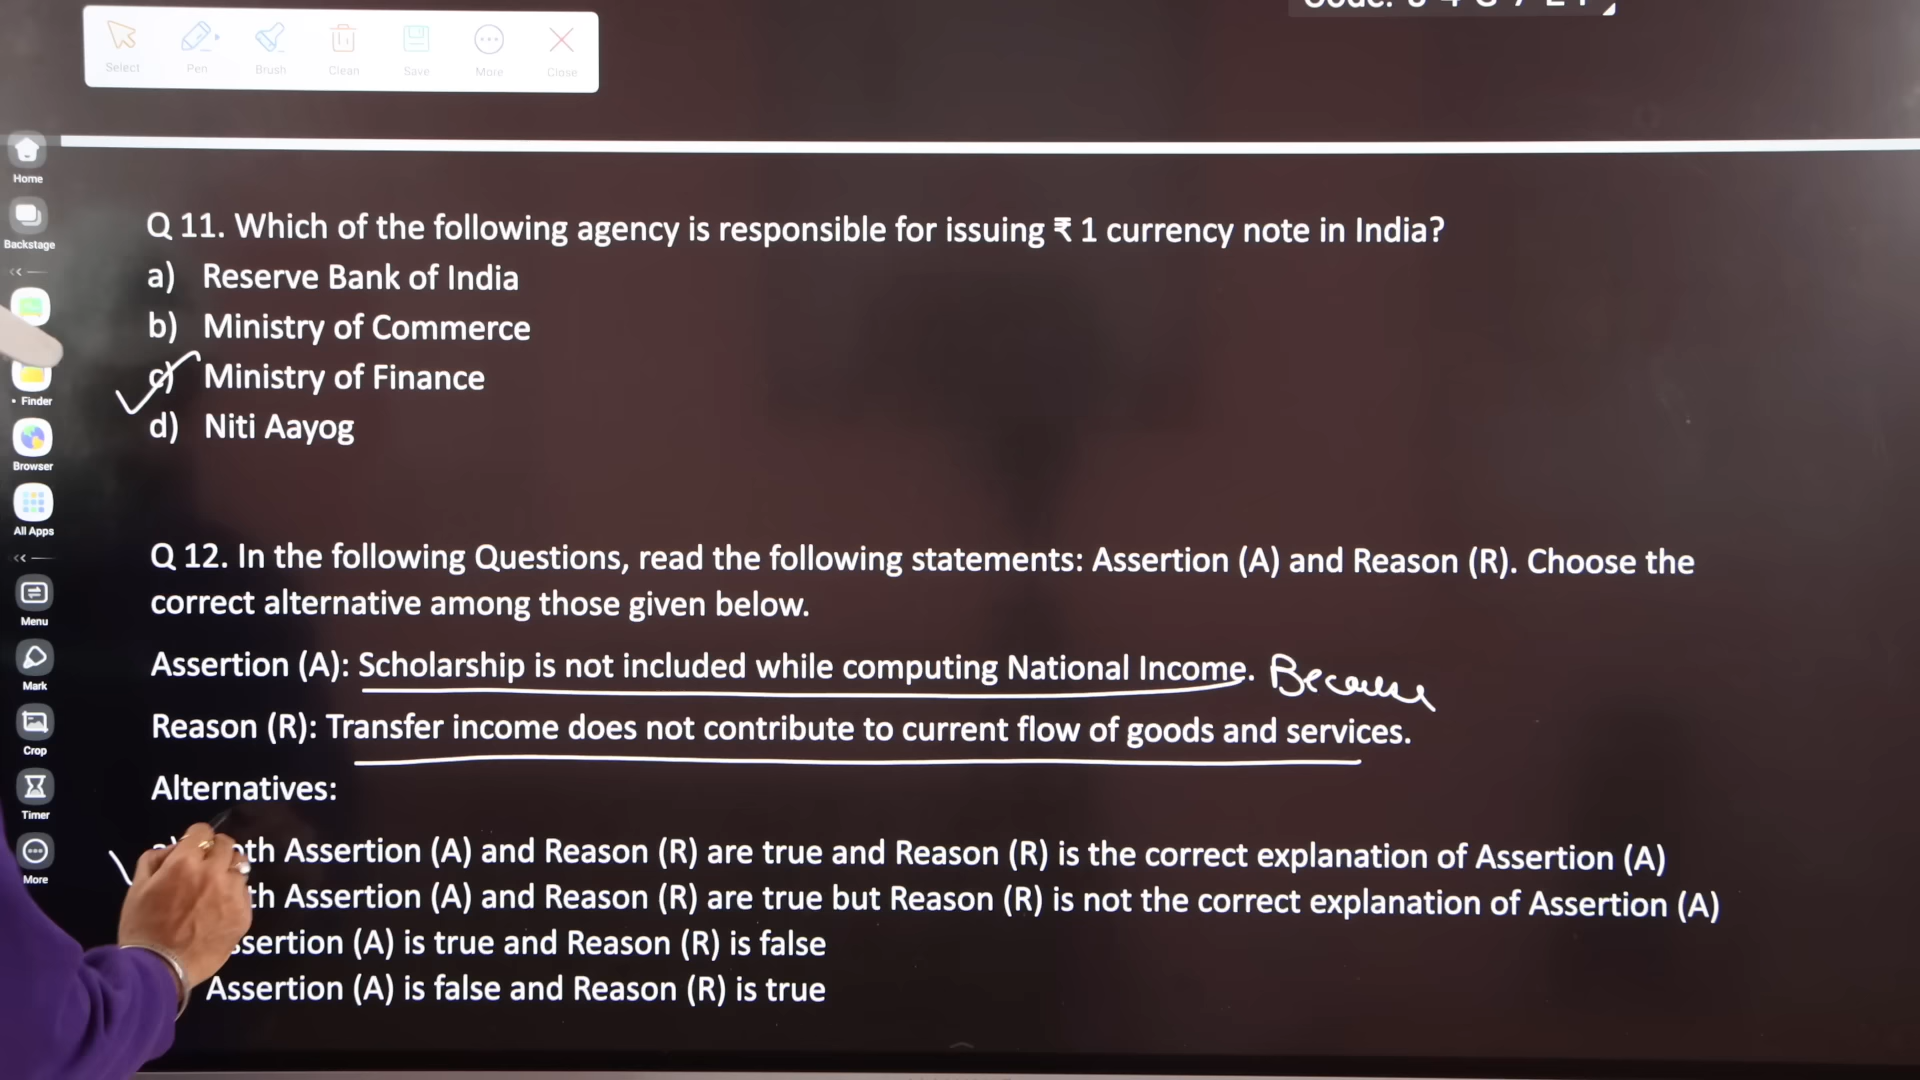 Select Pen Brush Clean Save More Close
Home
Backstage
Finder
Browser
All Apps
Menu
Mark
Crop
Timer
More
Q 11. Which of the following agency is responsible for issuing ₹ 1 currency note in India?
a) Reserve Bank of India
b) Ministry of Commerce
c) Ministry of Finance
d) Niti Aayog
Q 12. In the following Questions, read the following statements: Assertion (A) and Reason (R). Choose the
correct alternative among those given below.
Assertion (A): Scholarship is not included while computing National Income. Because
Reason (R): Transfer income does not contribute to current flow of goods and services.
Alternatives:
Assertion (A) and Reason (R) are true and Reason (R) is the correct explanation of Assertion (A)
Assertion (A) and Reason (R) are true but Reason (R) is not the correct explanation of Assertion (A)
(A) is true and Reason (R) is false
Assertion (A) is false and Reason (R) is true